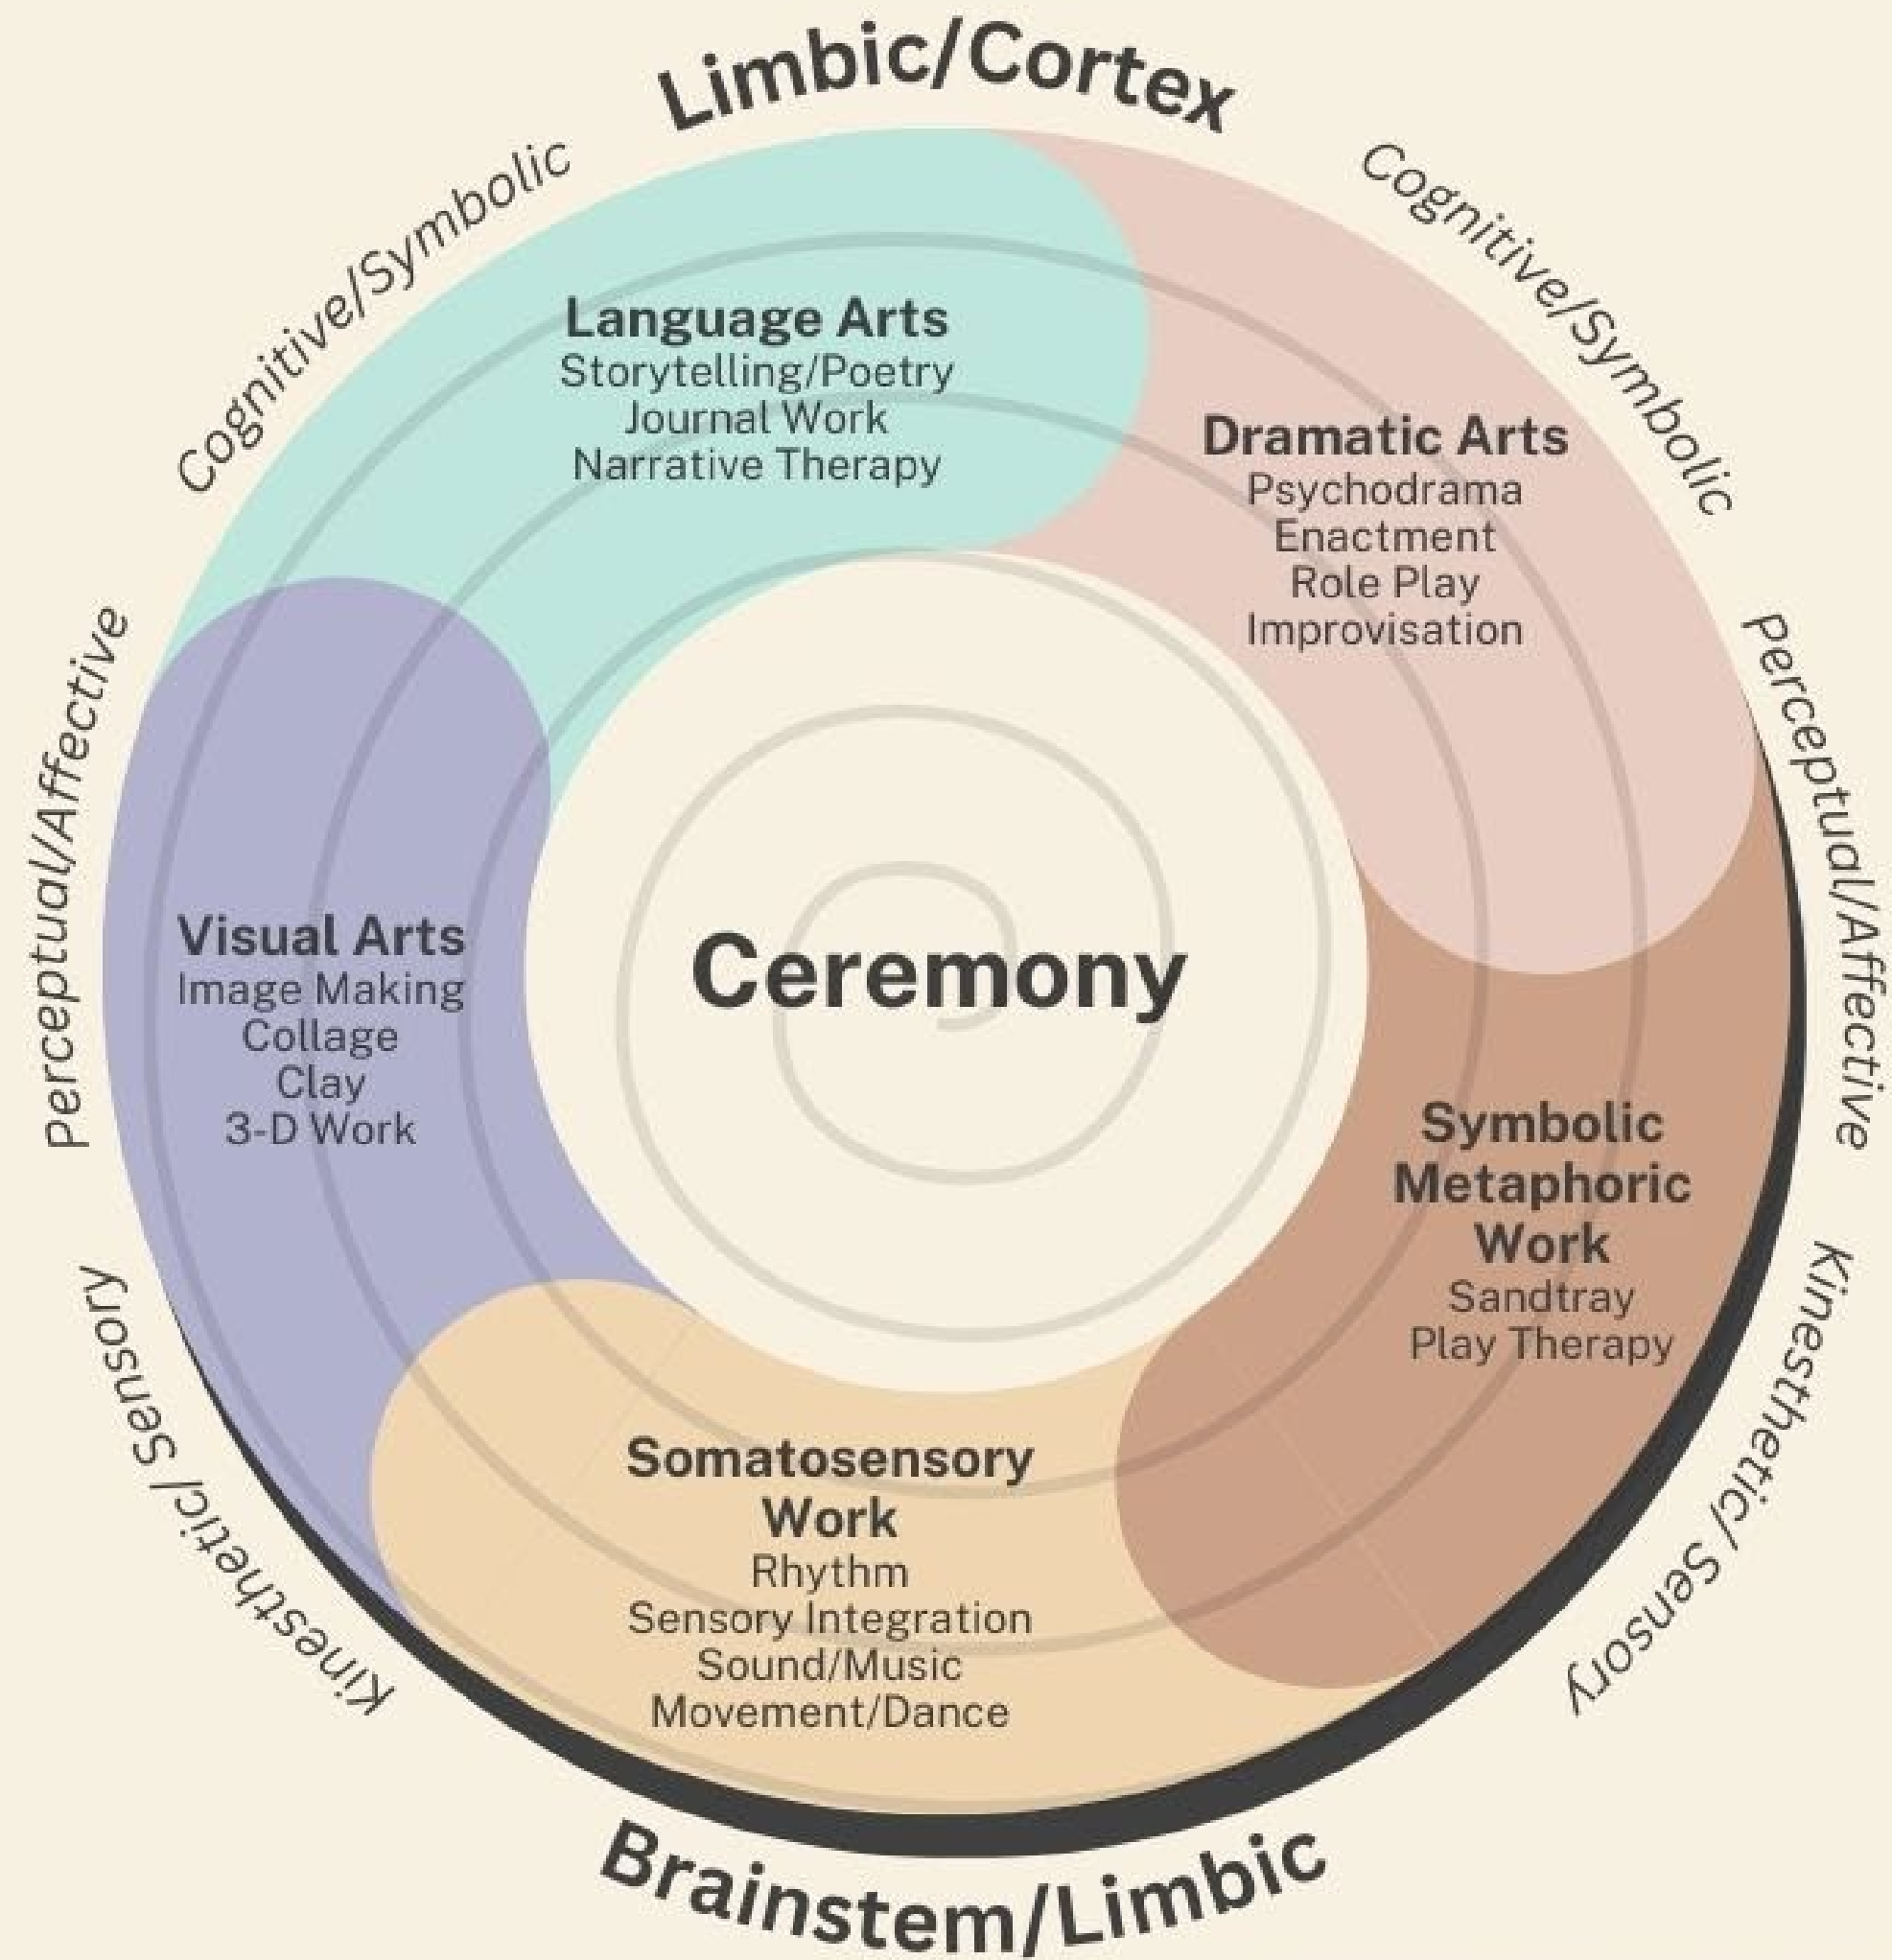 Limbic/Cortex
Cognitive/Symbolic
Cognitive/Symbolic
Language Arts
Storytelling/Poetry
Journal Work
Narrative Therapy
Dramatic Arts
Psychodrama
Enactment
Role Play
Improvisation
Perceptual/Affective
Perceptual/Affective
Visual Arts
Image Making
Collage
Clay
3-D Work
Ceremony
Symbolic
Metaphoric
Work
Sandtray
Play Therapy
Kinesthetic/ Sensory
Kinesthetic/ Sensory
Somatosensory
Work
Rhythm
Sensory Integration
Sound/Music
Movement/Dance
Brainstem/Limbic